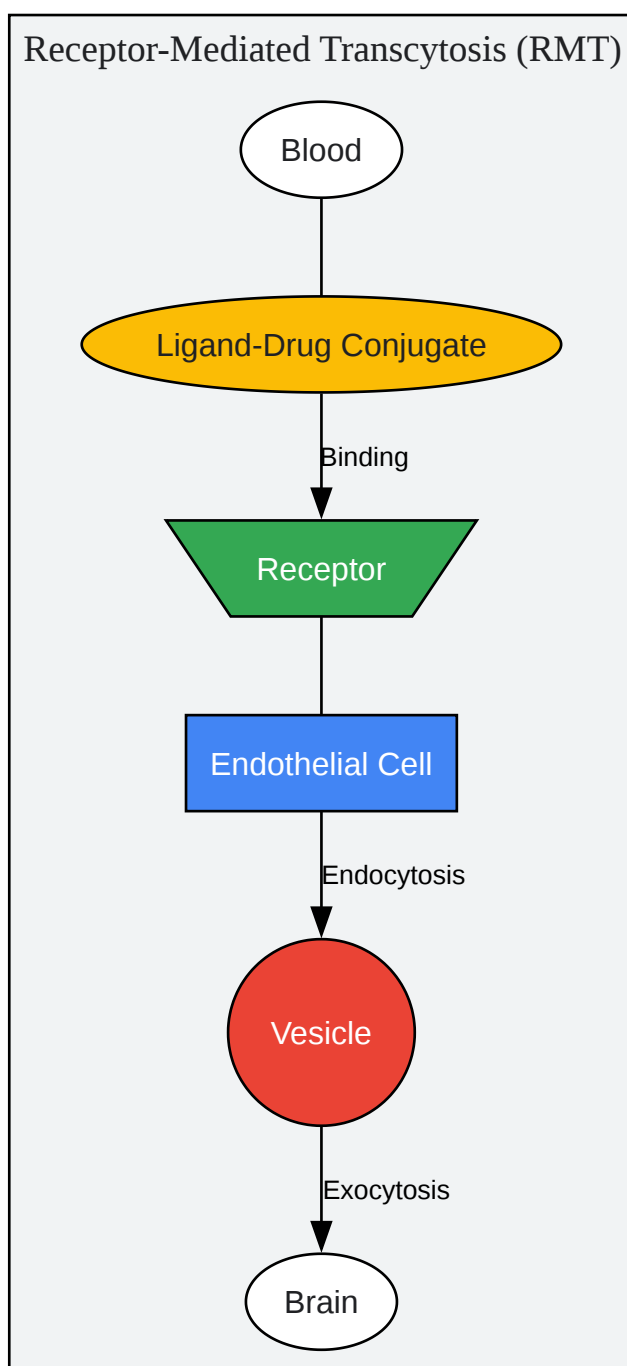 Receptor-Mediated Transcytosis (RMT)
Blood
Ligand-Drug Conjugate
Binding
Receptor
Endothelial Cell
Endocytosis
Vesicle
Exocytosis
Brain